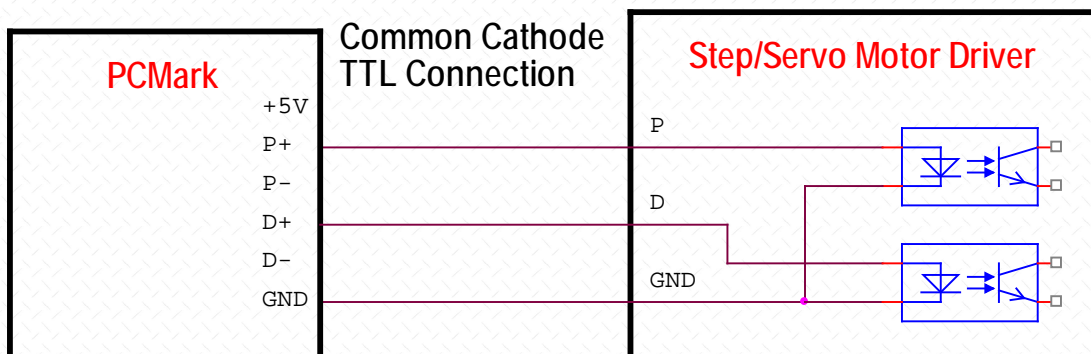 Common Cathode
TTL Connection
PCMark
+5V
P+
P-
D+
D-
GND
Step/Servo Motor Driver
P
D
GND